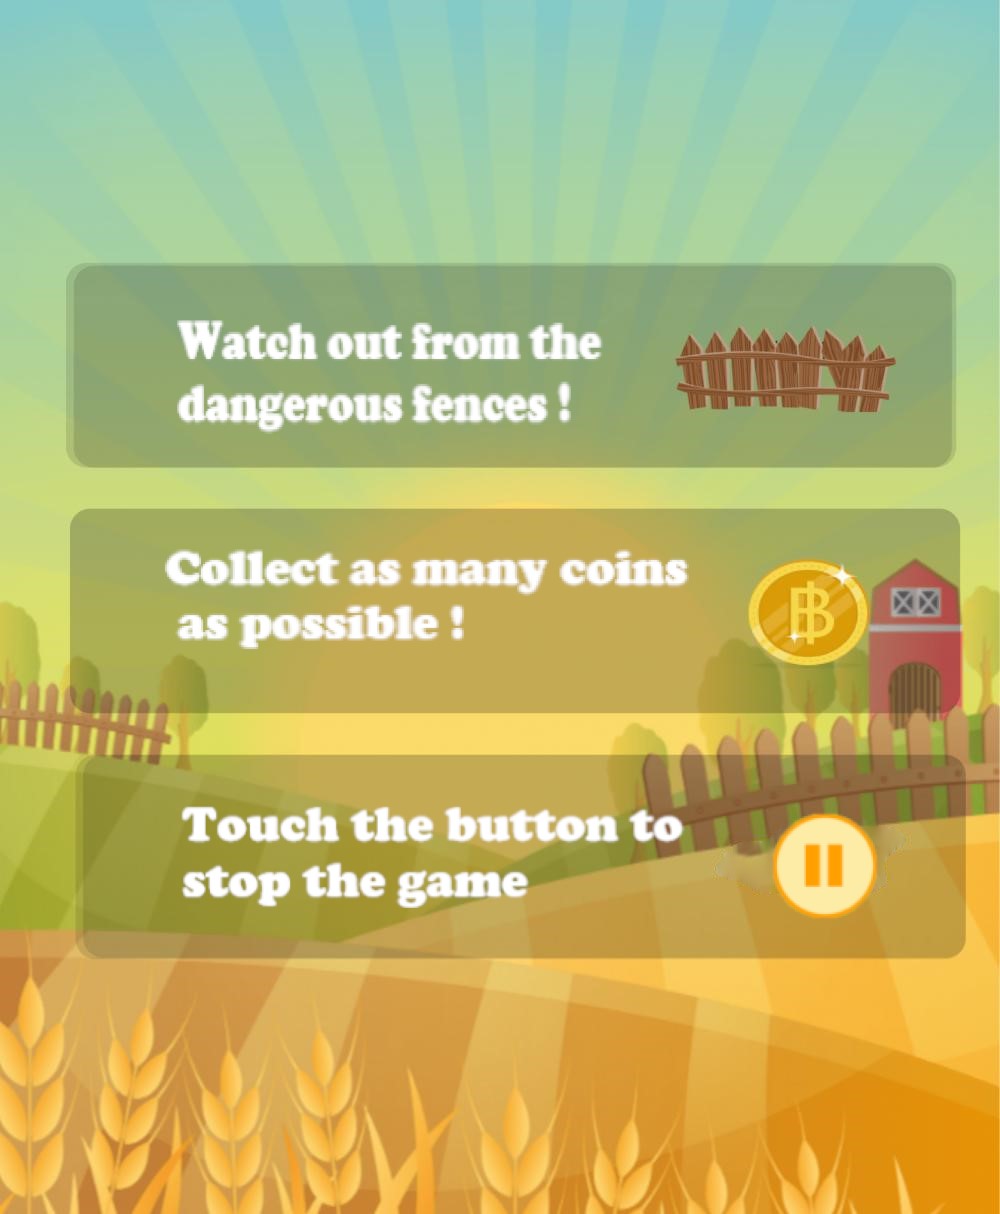 Watch out from the
dangerous fences !
Collect as many coins
as possible !
Touch the button to
stop the game